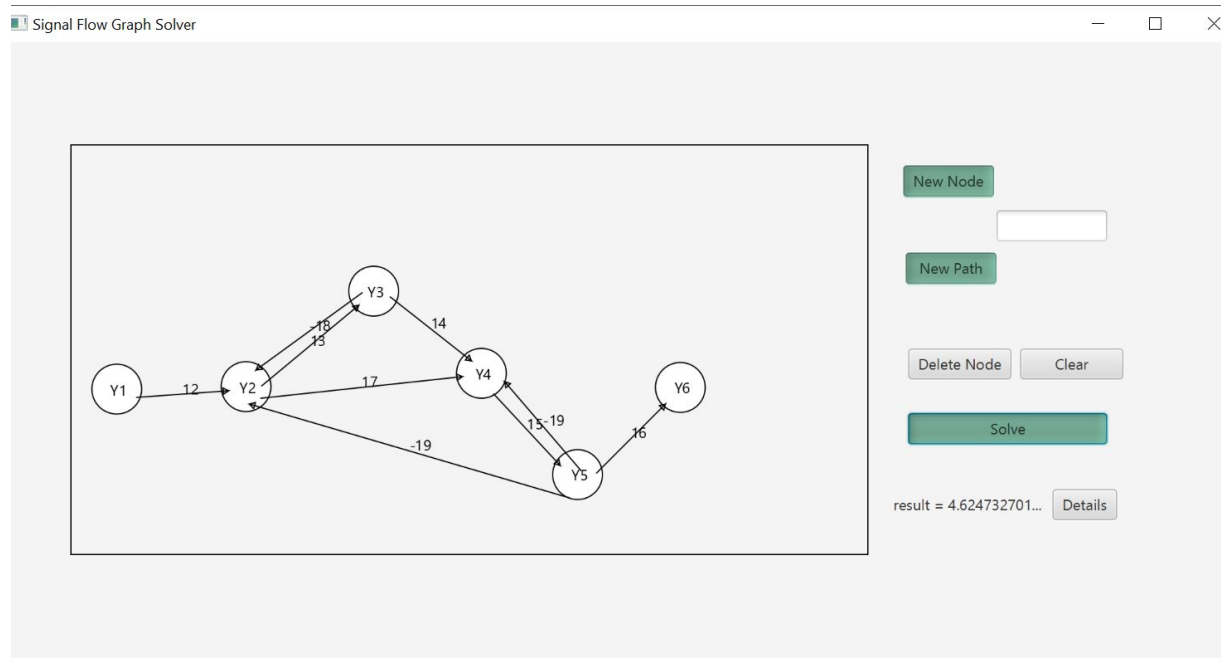 Signal Flow Graph Solver
New Node
New Path
Y3
-18
13
14
Y1
12
Y2
17
Y4
Y6
15
-19
16
-19
Y5
Delete Node
Clear
Solve
result = 4.624732701...
Details